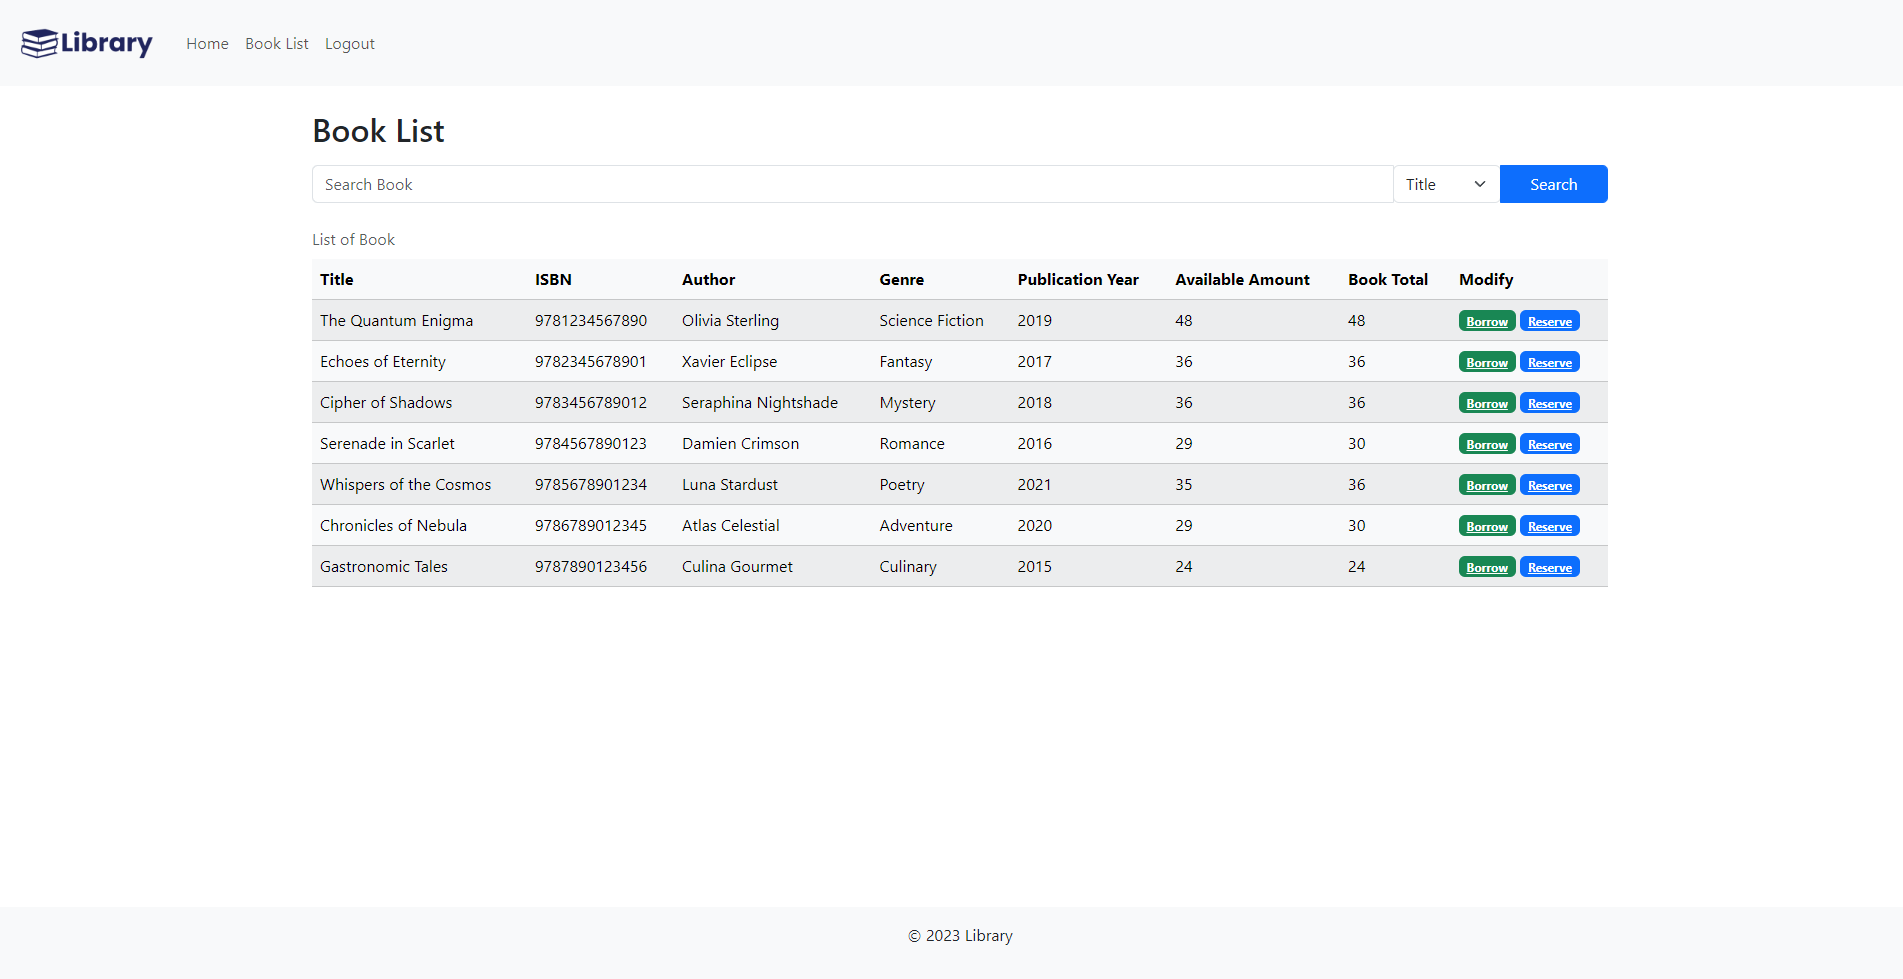 Library Home Book List Logout
Book List
Search Book Title Search
List of Book
Title ISBN Author Genre Publication Year Available Amount Book Total Modify
The Quantum Enigma 9781234567890 Olivia Sterling Science Fiction 2019 48 48 Borrow Reserve
Echoes of Eternity 9782345678901 Xavier Eclipse Fantasy 2017 36 36 Borrow Reserve
Cipher of Shadows 9783456789012 Seraphina Nightshade Mystery 2018 36 36 Borrow Reserve
Serenade in Scarlet 9784567890123 Damien Crimson Romance 2016 29 30 Borrow Reserve
Whispers of the Cosmos 9785678901234 Luna Stardust Poetry 2021 35 36 Borrow Reserve
Chronicles of Nebula 9786789012345 Atlas Celestial Adventure 2020 29 30 Borrow Reserve
Gastronomic Tales 9787890123456 Culina Gourmet Culinary 2015 24 24 Borrow Reserve
© 2023 Library